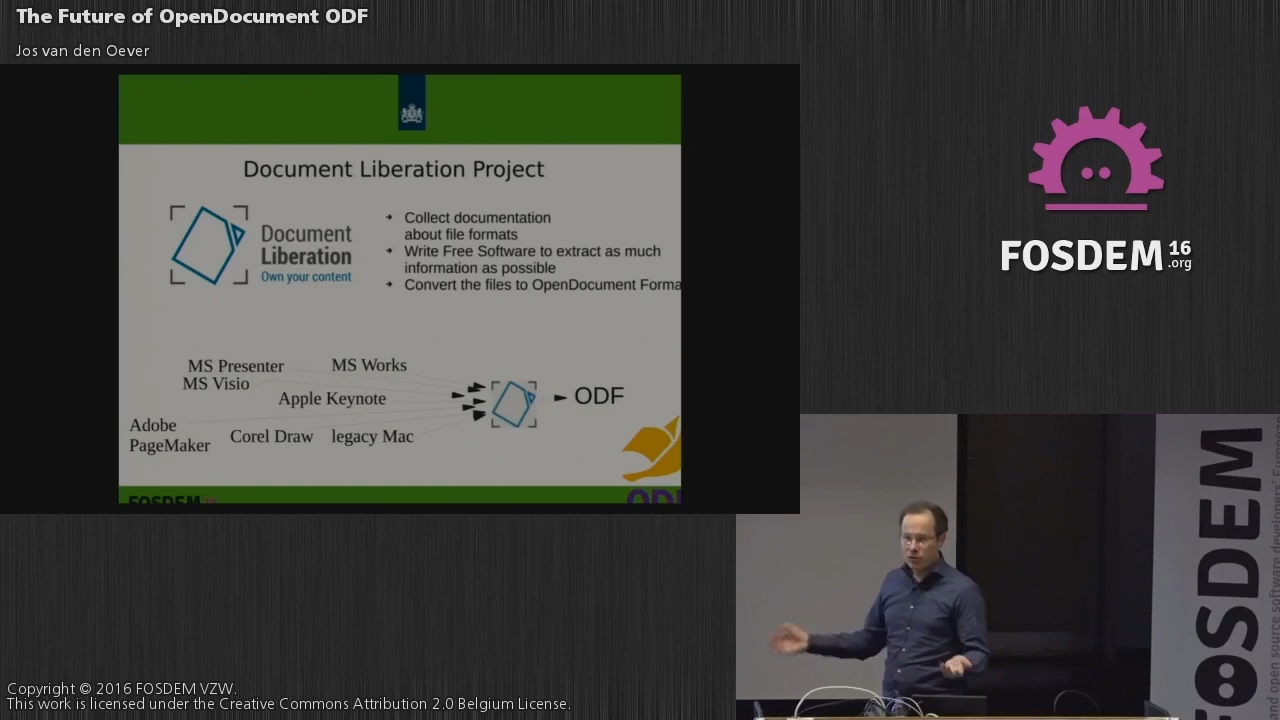 The Future of OpenDocument ODF
Jos van den Oever
Document Liberation Project
Document
Liberation
Own your content
Collect documentation
about file formats
Write Free Software to extract as much
information as possible
Convert the files to OpenDocument Forma
MS Presenter
MS Works
MS Visio
Apple Keynote
ODF
Adobe
PageMaker
Corel Draw
legacy Mac
FOSDEM
FOSDEM 16
.org
FOSDEM
Copyright © 2016 FOSDEM VZW.
This work is licensed under the Creative Commons Attribution 2.0 Belgium License.